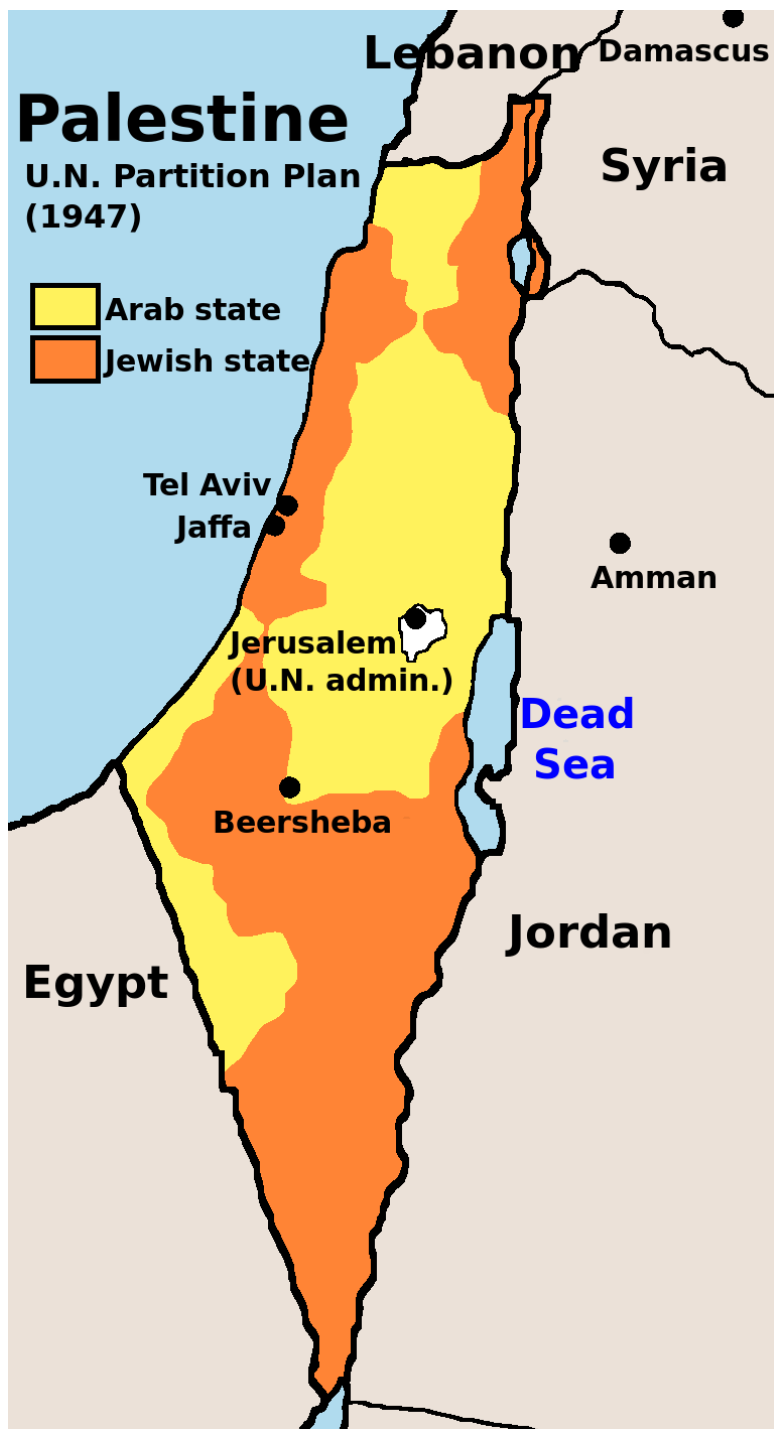 Lebanon
Damascus
Palestine
U.N. Partition Plan
(1947)
Syria
Arab state
Jewish state
Tel Aviv
Jaffa
Amman
Jerusalem
(U.N. admin.)
Dead
Sea
Beersheba
Jordan
Egypt